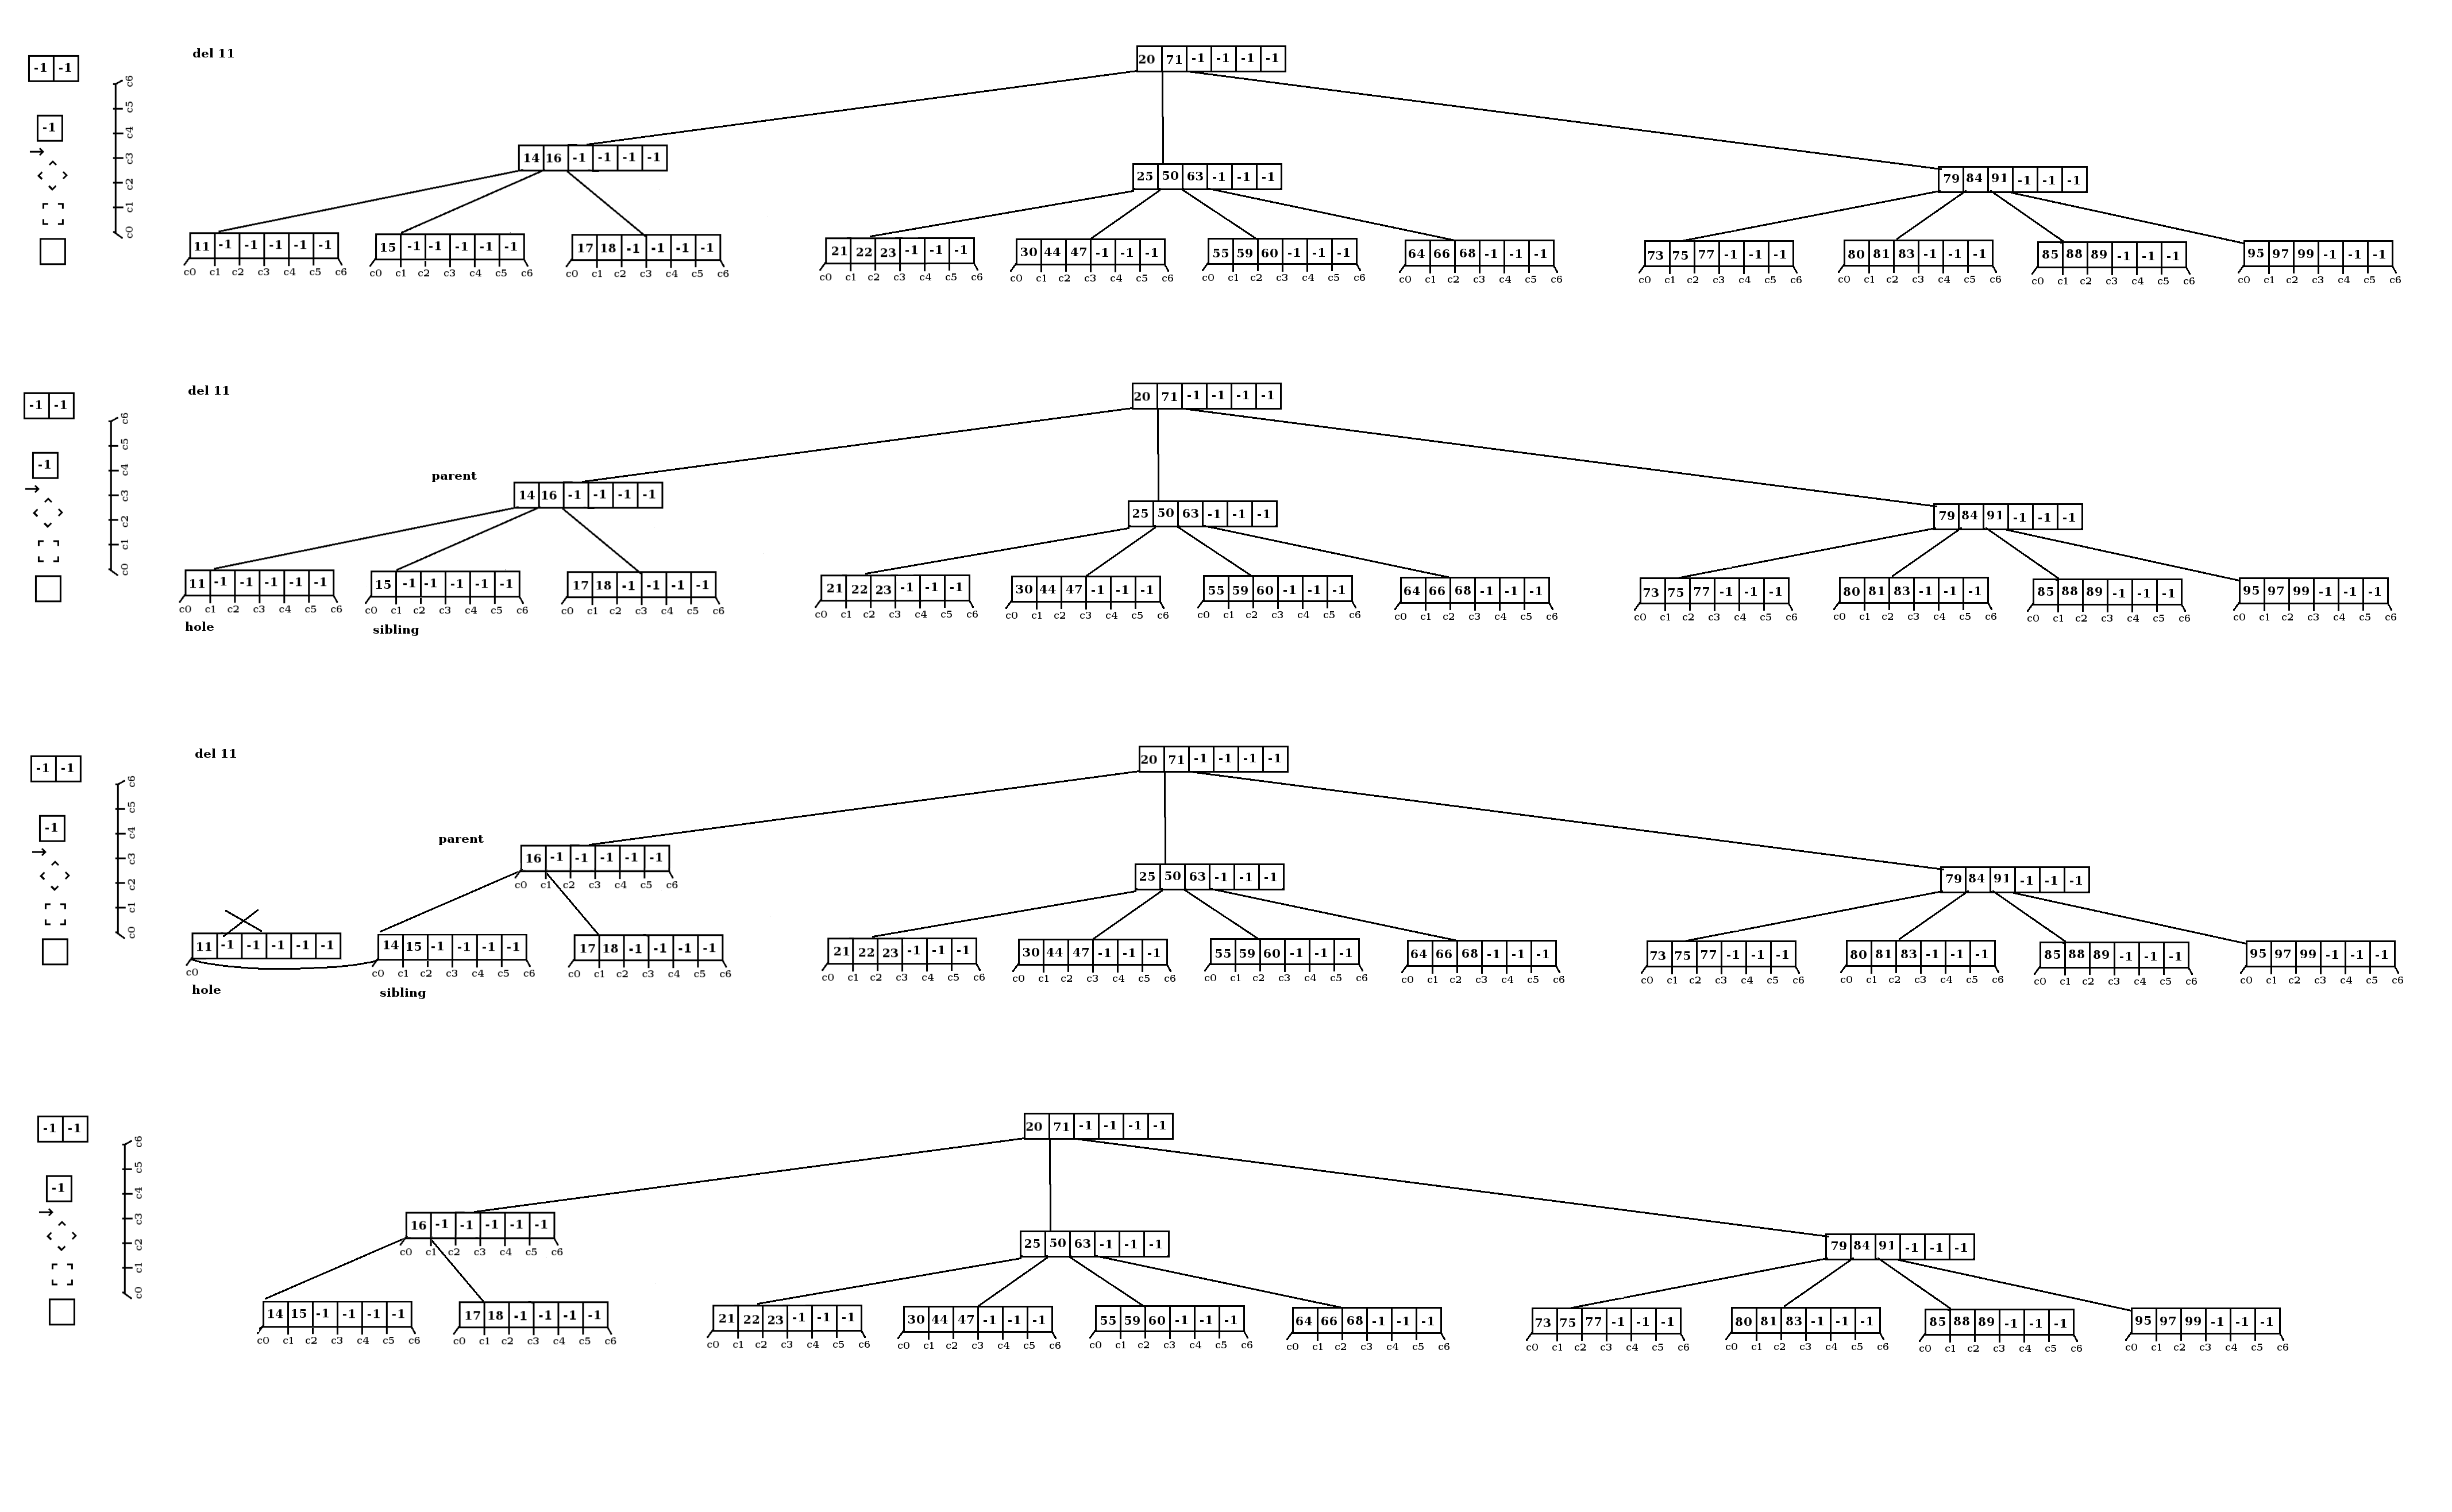 del 11
20 71 -1 -1 -1 -1
-1 -1
c6
c5
c4
c3
c2
c1
c0
-1
14 16 -1 -1 -1 -1
25 50 63 -1 -1 -1
79 84 91 -1 -1 -1
11 -1 -1 -1 -1 -1
15 -1 -1 -1 -1 -1
17 18 -1 -1 -1 -1
21 22 23 -1 -1 -1
30 44 47 -1 -1 -1
55 59 60 -1 -1 -1
64 66 68 -1 -1 -1
73 75 77 -1 -1 -1
80 81 83 -1 -1 -1
85 88 89 -1 -1 -1
95 97 99 -1 -1 -1
c0 c1 c2 c3 c4 c5 c6
c0 c1 c2 c3 c4 c5 c6
c0 c1 c2 c3 c4 c5 c6
c0 c1 c2 c3 c4 c5 c6
c0 c1 c2 c3 c4 c5 c6
c0 c1 c2 c3 c4 c5 c6
c0 c1 c2 c3 c4 c5 c6
c0 c1 c2 c3 c4 c5 c6
c0 c1 c2 c3 c4 c5 c6
c0 c1 c2 c3 c4 c5 c6
c0 c1 c2 c3 c4 c5 c6
del 11
20 71 -1 -1 -1 -1
-1 -1
c6
c5
c4
c3
c2
c1
c0
-1
parent
14 16 -1 -1 -1 -1
25 50 63 -1 -1 -1
79 84 91 -1 -1 -1
11 -1 -1 -1 -1 -1
15 -1 -1 -1 -1 -1
17 18 -1 -1 -1 -1
21 22 23 -1 -1 -1
30 44 47 -1 -1 -1
55 59 60 -1 -1 -1
64 66 68 -1 -1 -1
73 75 77 -1 -1 -1
80 81 83 -1 -1 -1
85 88 89 -1 -1 -1
95 97 99 -1 -1 -1
c0 c1 c2 c3 c4 c5 c6
c0 c1 c2 c3 c4 c5 c6
c0 c1 c2 c3 c4 c5 c6
c0 c1 c2 c3 c4 c5 c6
c0 c1 c2 c3 c4 c5 c6
c0 c1 c2 c3 c4 c5 c6
c0 c1 c2 c3 c4 c5 c6
c0 c1 c2 c3 c4 c5 c6
c0 c1 c2 c3 c4 c5 c6
c0 c1 c2 c3 c4 c5 c6
c0 c1 c2 c3 c4 c5 c6
hole
sibling
del 11
20 71 -1 -1 -1 -1
-1 -1
c6
c5
c4
c3
c2
c1
c0
-1
parent
16 -1 -1 -1 -1 -1
c0 c1 c2 c3 c4 c5 c6
25 50 63 -1 -1 -1
79 84 91 -1 -1 -1
11 -1 -1 -1 -1 -1
14 15 -1 -1 -1 -1
17 18 -1 -1 -1 -1
21 22 23 -1 -1 -1
30 44 47 -1 -1 -1
55 59 60 -1 -1 -1
64 66 68 -1 -1 -1
73 75 77 -1 -1 -1
80 81 83 -1 -1 -1
85 88 89 -1 -1 -1
95 97 99 -1 -1 -1
c0
c0 c1 c2 c3 c4 c5 c6
c0 c1 c2 c3 c4 c5 c6
c0 c1 c2 c3 c4 c5 c6
c0 c1 c2 c3 c4 c5 c6
c0 c1 c2 c3 c4 c5 c6
c0 c1 c2 c3 c4 c5 c6
c0 c1 c2 c3 c4 c5 c6
c0 c1 c2 c3 c4 c5 c6
c0 c1 c2 c3 c4 c5 c6
c0 c1 c2 c3 c4 c5 c6
hole
sibling
20 71 -1 -1 -1 -1
-1 -1
c6
c5
c4
c3
c2
c1
c0
-1
16 -1 -1 -1 -1 -1
c0 c1 c2 c3 c4 c5 c6
25 50 63 -1 -1 -1
79 84 91 -1 -1 -1
14 15 -1 -1 -1 -1
17 18 -1 -1 -1 -1
21 22 23 -1 -1 -1
30 44 47 -1 -1 -1
55 59 60 -1 -1 -1
64 66 68 -1 -1 -1
73 75 77 -1 -1 -1
80 81 83 -1 -1 -1
85 88 89 -1 -1 -1
95 97 99 -1 -1 -1
c0 c1 c2 c3 c4 c5 c6
c0 c1 c2 c3 c4 c5 c6
c0 c1 c2 c3 c4 c5 c6
c0 c1 c2 c3 c4 c5 c6
c0 c1 c2 c3 c4 c5 c6
c0 c1 c2 c3 c4 c5 c6
c0 c1 c2 c3 c4 c5 c6
c0 c1 c2 c3 c4 c5 c6
c0 c1 c2 c3 c4 c5 c6
c0 c1 c2 c3 c4 c5 c6